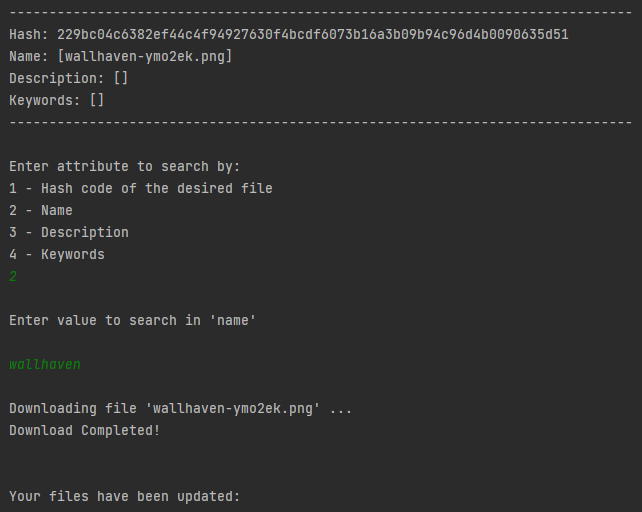 ------------------------------------------------------------------------------
Hash: 229bc04c6382ef44c4f94927630f4bcdf6073b16a3b09b94c96d4b0090635d51
Name: [wallhaven-ymo2ek.png]
Description: []
Keywords: []
------------------------------------------------------------------------------
Enter attribute to search by:
1 - Hash code of the desired file
2 - Name
3 - Description
4 - Keywords
2
Enter value to search in 'name'
wallhaven
Downloading file 'wallhaven-ymo2ek.png' ...
Download Completed!
Your files have been updated: